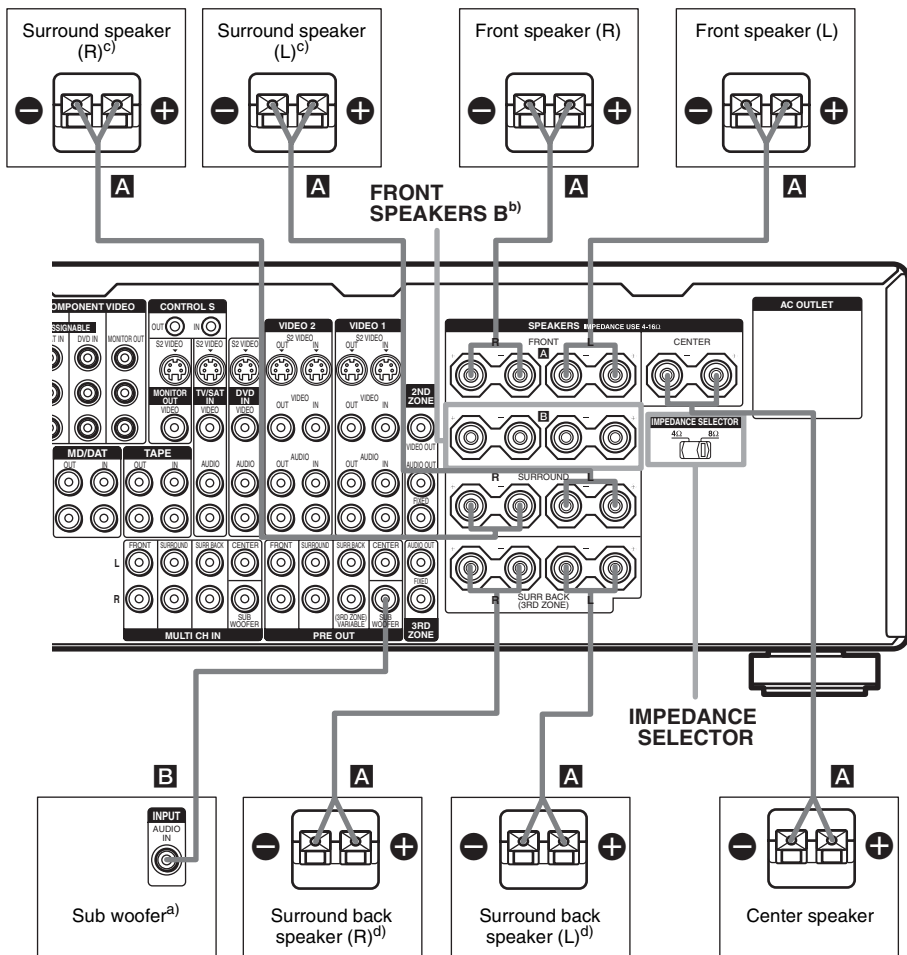 Surround speaker
(R)c)
Surround speaker
(L)c)
Front speaker (R)
Front speaker (L)
A
A
A
A
FRONT
SPEAKERS Bb)
COMPONENT VIDEO
CONTROL S
AC OUTLET
OUT IN
VIDEO 2
VIDEO 1
SPEAKERS IMPEDANCE USE 4-16Ω
DVD IN
MONITOR OUT
S2 VIDEO S2 VIDEO S2 VIDEO
S2 VIDEO
OUT IN
S2 VIDEO
OUT IN
R FRONT L
A
CENTER
MONITOR
OUT
TV/SAT
IN
DVD
IN
2ND
ZONE
VIDEO VIDEO VIDEO
VIDEO
OUT IN
VIDEO
OUT IN
VIDEO OUT
B
IMPEDANCE SELECTOR
4Ω 8Ω
MD/DAT
OUT IN
TAPE
OUT IN
AUDIO AUDIO
AUDIO
OUT IN
AUDIO
OUT IN
AUDIO OUT
FIXED
R SURROUND L
FRONT SURROUND SURR BACK CENTER
FRONT SURROUND SURR BACK CENTER
AUDIO OUT
FIXED
L
R
SUB
WOOFER
(3RD ZONE)
VARIABLE
SUB
WOOFER
R SURR BACK L
(3RD ZONE)
MULTI CH IN
PRE OUT
3RD
ZONE
IMPEDANCE
SELECTOR
B
A
A
A
INPUT
AUDIO
IN
Sub woofera)
Surround back
speaker (R)d)
Surround back
speaker (L)d)
Center speaker